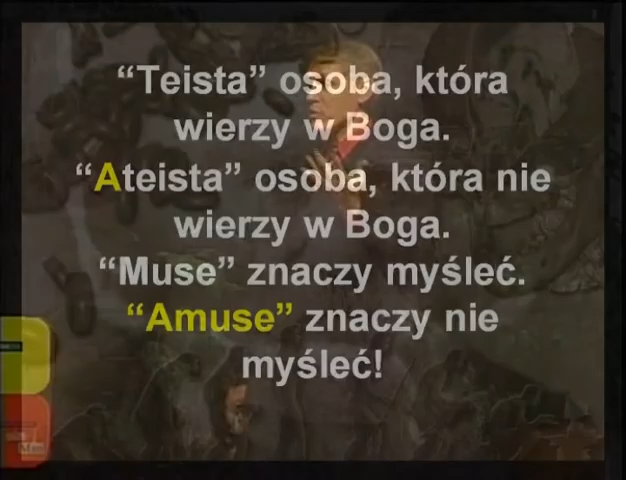 “Teista” osoba, która
wierzy w Boga.
“Ateista” osoba, która nie
wierzy w Boga.
“Muse” znaczy myśleć.
“Amuse” znaczy nie
myśleć!